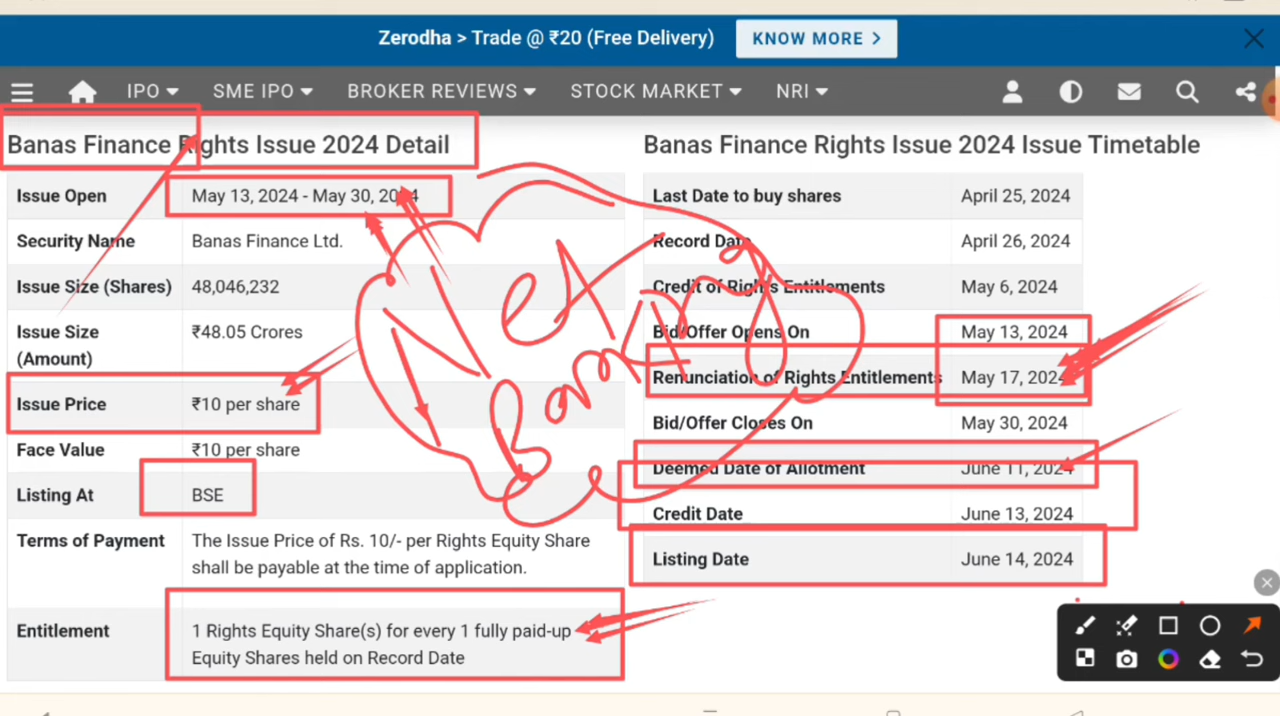 Zerodha > Trade @ ₹20 (Free Delivery) KNOW MORE >
IPO SME IPO BROKER REVIEWS STOCK MARKET NRI
Banas Finance Rights Issue 2024 Detail
Issue Open May 13, 2024 - May 30, 2024
Security Name Banas Finance Ltd.
Issue Size (Shares) 48,046,232
Issue Size (Amount) ₹48.05 Crores
Issue Price ₹10 per share
Face Value ₹10 per share
Listing At BSE
Terms of Payment The Issue Price of Rs. 10/- per Rights Equity Share
shall be payable at the time of application.
Entitlement 1 Rights Equity Share(s) for every 1 fully paid-up
Equity Shares held on Record Date
Banas Finance Rights Issue 2024 Issue Timetable
Last Date to buy shares April 25, 2024
Record Date April 26, 2024
Credit of Rights Entitlements May 6, 2024
Bid/Offer Opens On May 13, 2024
Renunciation of Rights Entitlements May 17, 2024
Bid/Offer Closes On May 30, 2024
Deemed Date of Allotment June 11, 2024
Credit Date June 13, 2024
Listing Date June 14, 2024
Net
Banking